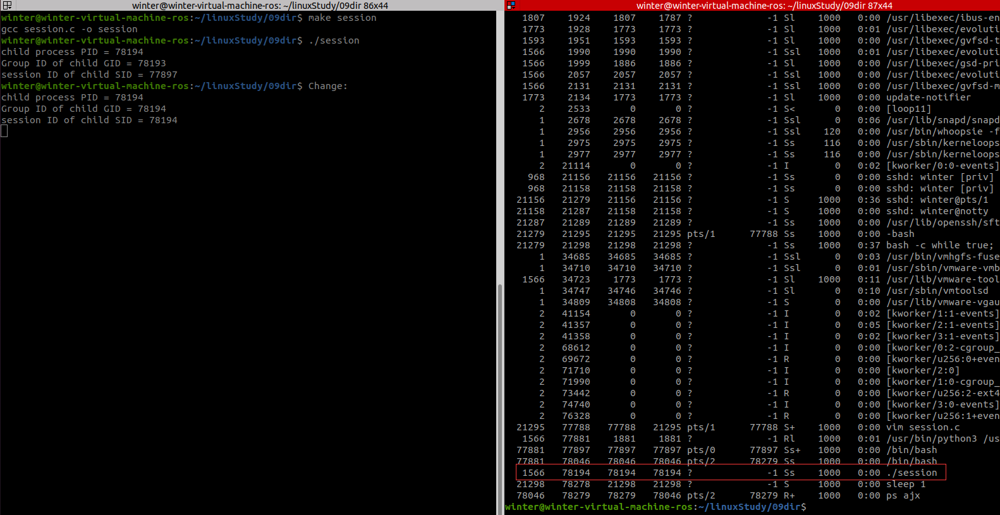 winter@winter-virtual-machine-ros: ~/linuxStudy/09dir 86x44
winter@winter-virtual-machine-ros:~/linuxStudy/09dir$ make session
gcc session.c -o session
winter@winter-virtual-machine-ros:~/linuxStudy/09dir$ ./session
child process PID = 78194
Group ID of child GID = 78193
session ID of child SID = 77897
winter@winter-virtual-machine-ros:~/linuxStudy/09dir$ Change:
child process PID = 78194
Group ID of child GID = 78194
session ID of child SID = 78194
winter@winter-virtual-machine-ros: ~/linuxStudy/09dir 87x44
1807 1924 1807 1787 ? -1 Sl 1000 0:00 /usr/libexec/ibus-en
1773 1928 1773 1773 ? -1 Sl 1000 0:01 /usr/libexec/evoluti
1593 1951 1593 1593 ? -1 Sl 1000 0:00 /usr/libexec/gvfsd-t
1566 1990 1990 1990 ? -1 Ssl 1000 0:01 /usr/libexec/evoluti
1566 1999 1886 1886 ? -1 Sl 1000 0:00 /usr/libexec/gsd-pri
1566 2057 2057 2057 ? -1 Ssl 1000 0:00 /usr/libexec/evoluti
1566 2131 2131 2131 ? -1 Ssl 1000 0:00 /usr/libexec/gvfsd-m
1773 2134 1773 1773 ? -1 Sl 1000 0:00 update-notifier
2 2533 0 0 ? -1 S< 0 0:00 [loop11]
1 2678 2678 2678 ? -1 Ssl 0 0:06 /usr/lib/snapd/snapd
1 2956 2956 2956 ? -1 Ssl 120 0:00 /usr/bin/whoopsie -f
1 2975 2975 2975 ? -1 Ss 116 0:00 /usr/sbin/kerneloops
1 2977 2977 2977 ? -1 Ss 116 0:00 /usr/sbin/kerneloops
2 21114 0 0 ? -1 I 0 0:02 [kworker/0:0-events]
968 21156 21156 21156 ? -1 Ss 0 0:00 sshd: winter [priv]
968 21158 21158 21158 ? -1 Ss 0 0:00 sshd: winter [priv]
21156 21279 21156 21156 ? -1 S 1000 0:36 sshd: winter@pts/1
21158 21287 21158 21158 ? -1 S 1000 0:00 sshd: winter@notty
21287 21289 21289 21289 ? -1 Ss 1000 0:00 /usr/lib/openssh/sft
21279 21295 21295 21295 pts/1 77788 Ss 1000 0:00 -bash
21279 21298 21298 21298 ? -1 Ss 1000 0:37 bash -c while true;
1 34685 34685 34685 ? -1 Ssl 0 0:03 /usr/bin/vmhgfs-fuse
1 34710 34710 34710 ? -1 Ssl 0 0:01 /usr/sbin/vmware-vmb
1566 34723 1773 1773 ? -1 Sl 1000 0:11 /usr/lib/vmware-tool
1 34747 34746 34746 ? -1 Sl 0 0:10 /usr/sbin/vmtoolsd
1 34809 34808 34808 ? -1 S 0 0:00 /usr/lib/vmware-vgau
2 41154 0 0 ? -1 I 0 0:02 [kworker/1:1-events]
2 41357 0 0 ? -1 I 0 0:05 [kworker/2:1-events]
2 41358 0 0 ? -1 I 0 0:02 [kworker/3:1-events]
2 68612 0 0 ? -1 I 0 0:00 [kworker/0:2-cgroup_
2 69672 0 0 ? -1 R 0 0:00 [kworker/u256:0+even
2 71710 0 0 ? -1 I 0 0:00 [kworker/2:0]
2 71990 0 0 ? -1 I 0 0:00 [kworker/1:0-cgroup_
2 73442 0 0 ? -1 R 0 0:00 [kworker/u256:2-ext4
2 74740 0 0 ? -1 I 0 0:00 [kworker/3:0-events]
2 76328 0 0 ? -1 R 0 0:00 [kworker/u256:1+even
21295 77788 77788 21295 pts/1 77788 S+ 1000 0:00 vim session.c
1566 77881 1881 1881 ? -1 Rl 1000 0:01 /usr/bin/python3 /us
77881 77897 77897 77897 pts/0 77897 Ss+ 1000 0:00 /bin/bash
77881 78046 78046 78046 pts/2 78279 Ss 1000 0:00 /bin/bash
1566 78194 78194 78194 ? -1 Ss 1000 0:00 ./session
21298 78278 21298 21298 ? -1 S 1000 0:00 sleep 1
78046 78279 78279 78046 pts/2 78279 R+ 1000 0:00 ps ajx
winter@winter-virtual-machine-ros:~/linuxStudy/09dir$